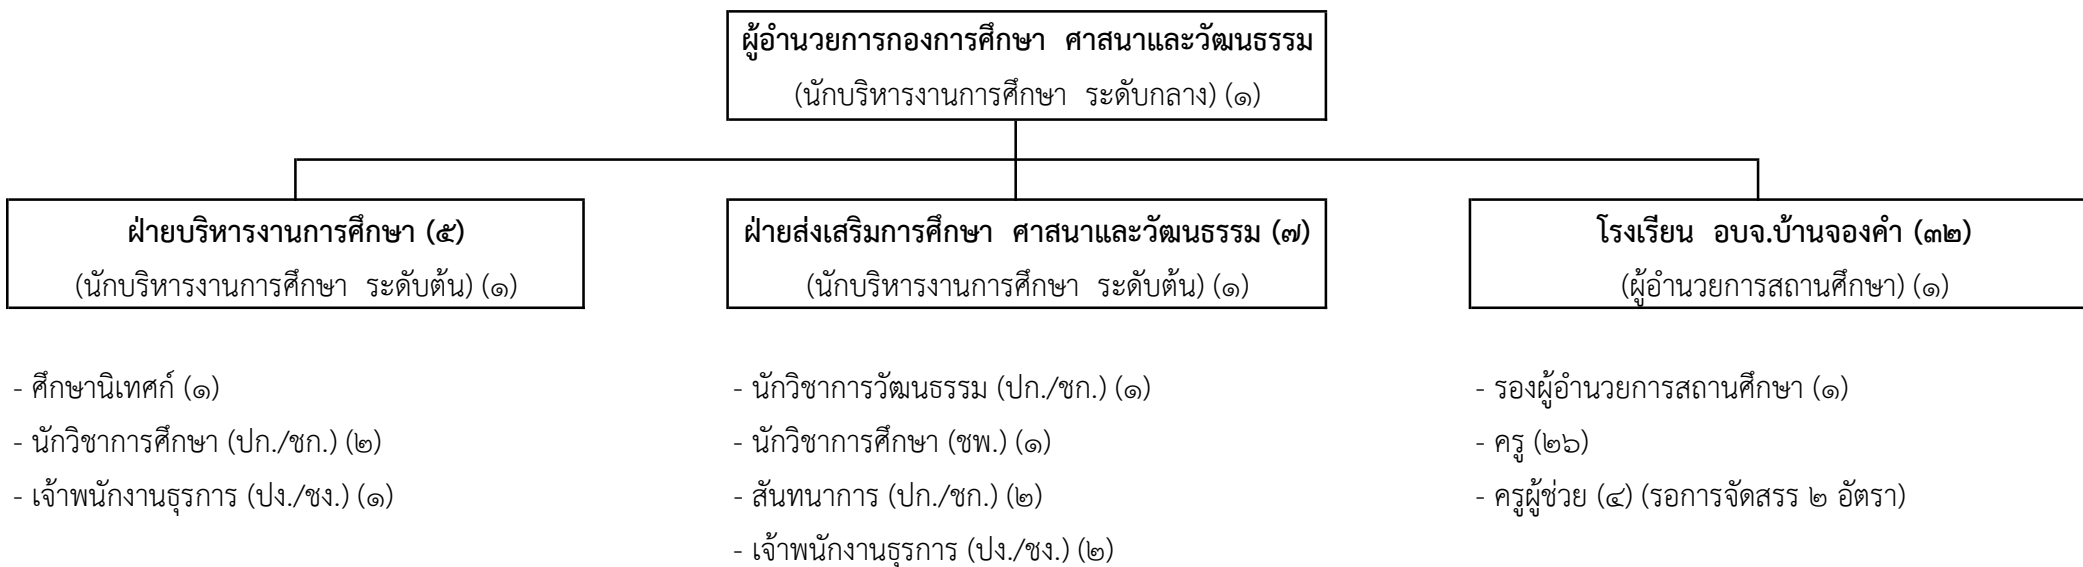 ผู้อำนวยการกองการศึกษา ศาสนาและวัฒนธรรม
(นักบริหารงานการศึกษา ระดับกลาง) (๑)
ฝ่ายบริหารงานการศึกษา (๕)
(นักบริหารงานการศึกษา ระดับต้น) (๑)
- ศึกษานิเทศก์ (๑)
- นักวิชาการศึกษา (ปก./ชก.) (๒)
- เจ้าพนักงานธุรการ (ปง./ชง.) (๑)
ฝ่ายส่งเสริมการศึกษา ศาสนาและวัฒนธรรม (๗)
(นักบริหารงานการศึกษา ระดับต้น) (๑)
- นักวิชาการวัฒนธรรม (ปก./ชก.) (๑)
- นักวิชาการศึกษา (ชพ.) (๑)
- สันทนาการ (ปก./ชก.) (๒)
- เจ้าพนักงานธุรการ (ปง./ชง.) (๒)
โรงเรียน อบจ.บ้านจองคำ (๓๒)
(ผู้อำนวยการสถานศึกษา) (๑)
- รองผู้อำนวยการสถานศึกษา (๑)
- ครู (๒๖)
- ครูผู้ช่วย (๔) (รอการจัดสรร ๒ อัตรา)